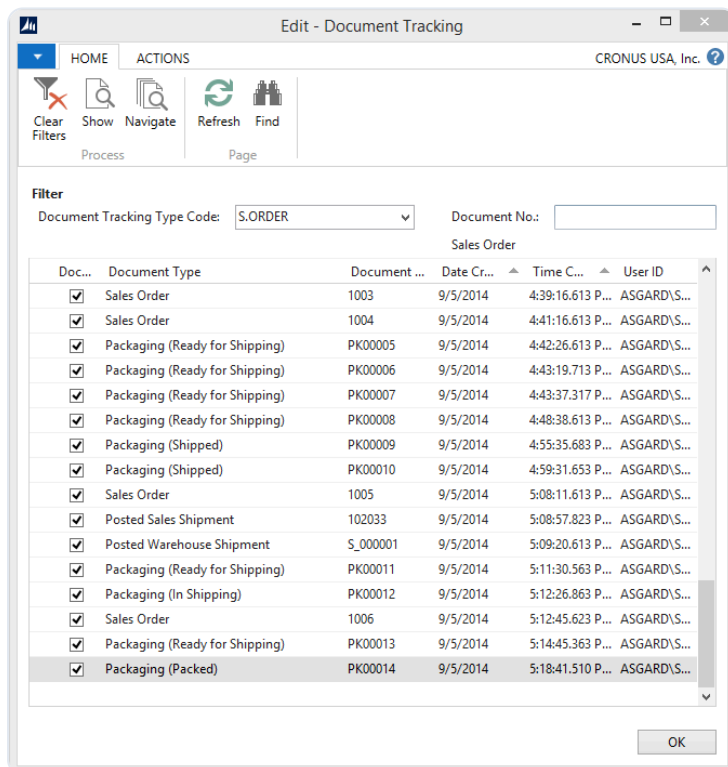 Edit - Document Tracking
HOME ACTIONS CRONUS USA, Inc. ?
Clear Filters Show Navigate Refresh Find
Process Page
Filter
Document Tracking Type Code: S.ORDER Document No.:
Sales Order
Doc... Document Type Document ... Date Cr... Time C... User ID
Sales Order 1003 9/5/2014 4:39:16.613 P... ASGARD\S...
Sales Order 1004 9/5/2014 4:41:16.613 P... ASGARD\S...
Packaging (Ready for Shipping) PK00005 9/5/2014 4:42:26.613 P... ASGARD\S...
Packaging (Ready for Shipping) PK00006 9/5/2014 4:43:19.713 P... ASGARD\S...
Packaging (Ready for Shipping) PK00007 9/5/2014 4:43:37.317 P... ASGARD\S...
Packaging (Ready for Shipping) PK00008 9/5/2014 4:48:38.613 P... ASGARD\S...
Packaging (Shipped) PK00009 9/5/2014 4:55:35.683 P... ASGARD\S...
Packaging (Shipped) PK00010 9/5/2014 4:59:31.653 P... ASGARD\S...
Sales Order 1005 9/5/2014 5:08:11.613 P... ASGARD\S...
Posted Sales Shipment 102033 9/5/2014 5:08:57.823 P... ASGARD\S...
Posted Warehouse Shipment S_000001 9/5/2014 5:09:20.613 P... ASGARD\S...
Packaging (Ready for Shipping) PK00011 9/5/2014 5:11:30.563 P... ASGARD\S...
Packaging (In Shipping) PK00012 9/5/2014 5:12:26.863 P... ASGARD\S...
Sales Order 1006 9/5/2014 5:12:45.623 P... ASGARD\S...
Packaging (Ready for Shipping) PK00013 9/5/2014 5:14:45.363 P... ASGARD\S...
Packaging (Packed) PK00014 9/5/2014 5:18:41.510 P... ASGARD\S...
OK